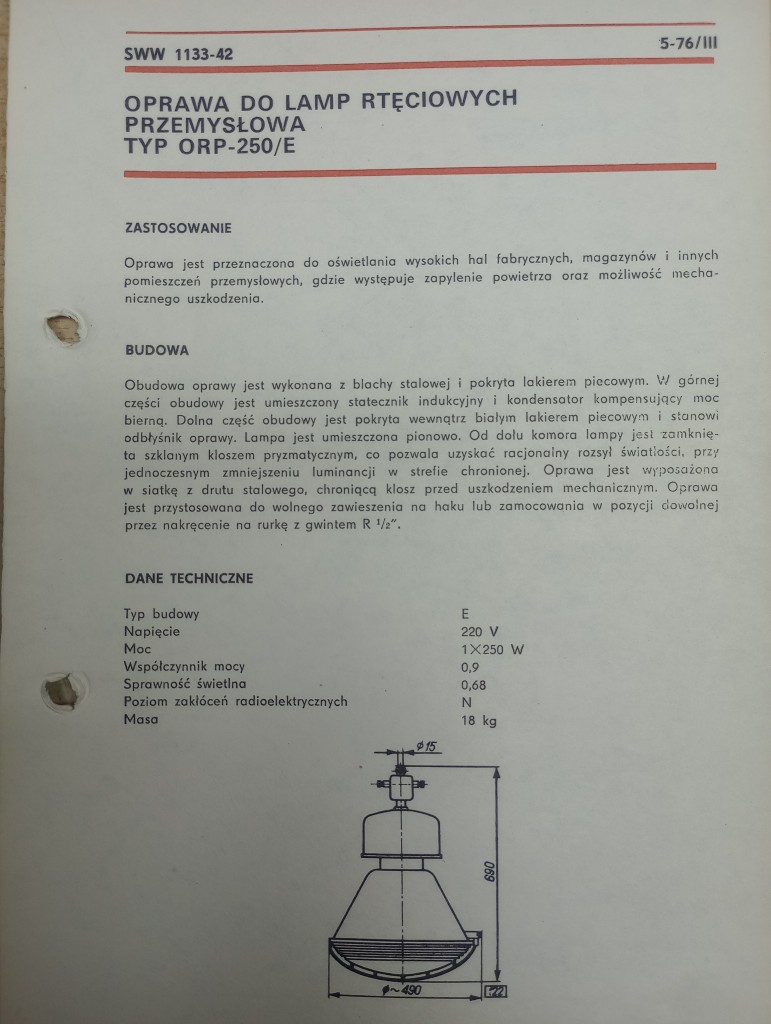 SWW 1133-42
5-76/III
OPRAWA DO LAMP RTĘCIOWYCH
PRZEMYSŁOWA
TYP ORP-250/E
ZASTOSOWANIE
Oprawa jest przeznaczona do oświetlania wysokich hal fabrycznych, magazynów i innych
pomieszczeń przemysłowych, gdzie występuje zapylenie powietrza oraz możliwość mecha-
nicznego uszkodzenia.
BUDOWA
Obudowa oprawy jest wykonana z blachy stalowej i pokryta lakierem piecowym. W górnej
części obudowy jest umieszczony statecznik indukcyjny i kondensator kompensujący moc
bierną. Dolna część obudowy jest pokryta wewnątrz białym lakierem piecowym i stanowi
odbłyśnik oprawy. Lampa jest umieszczona pionowo. Od dołu komora lampy jest zamknię-
ta szklanym kloszem pryzmatycznym, co pozwala uzyskać racjonalny rozsył światłości, przy
jednoczesnym zmniejszeniu luminancji w strefie chronionej. Oprawa jest wyposażona
w siatkę z drutu stalowego, chroniącą klosz przed uszkodzeniem mechanicznym. Oprawa
jest przystosowana do wolnego zawieszenia na haku lub zamocowania w pozycji dowolnej
przez nakręcenie na rurkę z gwintem R 1/2".
DANE TECHNICZNE
Typ budowy E
Napięcie 220 V
Moc 1×250 W
Współczynnik mocy 0,9
Sprawność świetlna 0,68
Poziom zakłóceń radioelektrycznych N
Masa 18 kg
ϕ15
690
ϕ~490
122